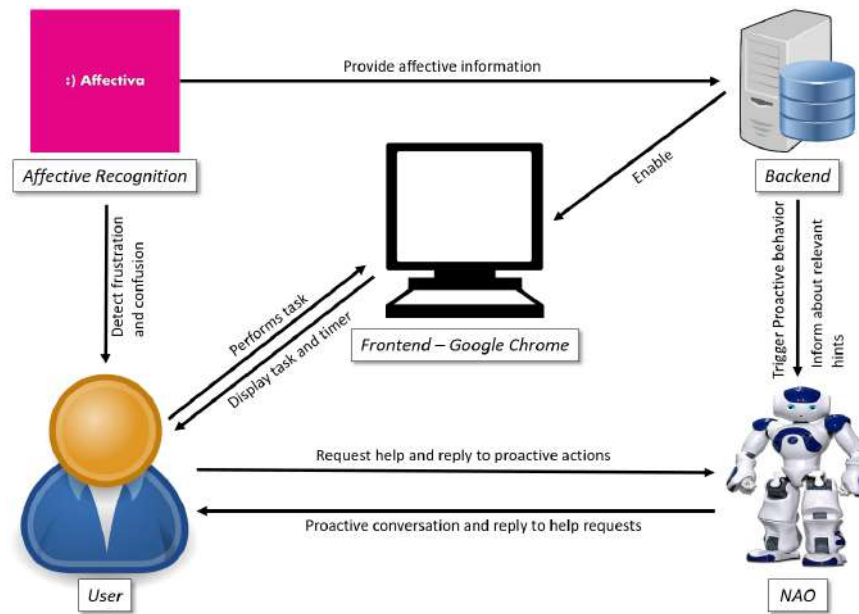 :) Affectiva
Provide affective information
Affective Recognition
Backend
Enable
Detect frustration
and confusion
Trigger Proactive behavior
Inform about relevant
hints
Performs task
Display task and timer
Frontend – Google Chrome
Request help and reply to proactive actions
Proactive conversation and reply to help requests
User
NAO